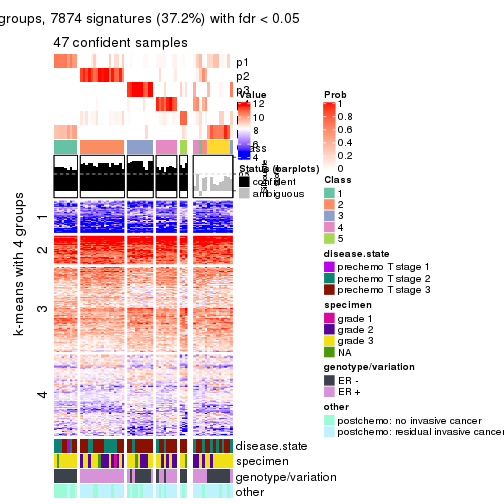 groups, 7874 signatures (37.2%) with fdr < 0.05
47 confident samples
p1
p2
p3
Value
12
10
8
6
4
Status (barplots)
confident
ambiguous
k-means with 4 groups
1
2
3
4
disease.state
specimen
genotype/variation
other
Prob
1
0.8
0.6
0.4
0.2
0
Class
1
2
3
4
5
disease.state
prechemo T stage 1
prechemo T stage 2
prechemo T stage 3
specimen
grade 1
grade 2
grade 3
NA
genotype/variation
ER -
ER +
other
postchemo: no invasive cancer
postchemo: residual invasive cancer